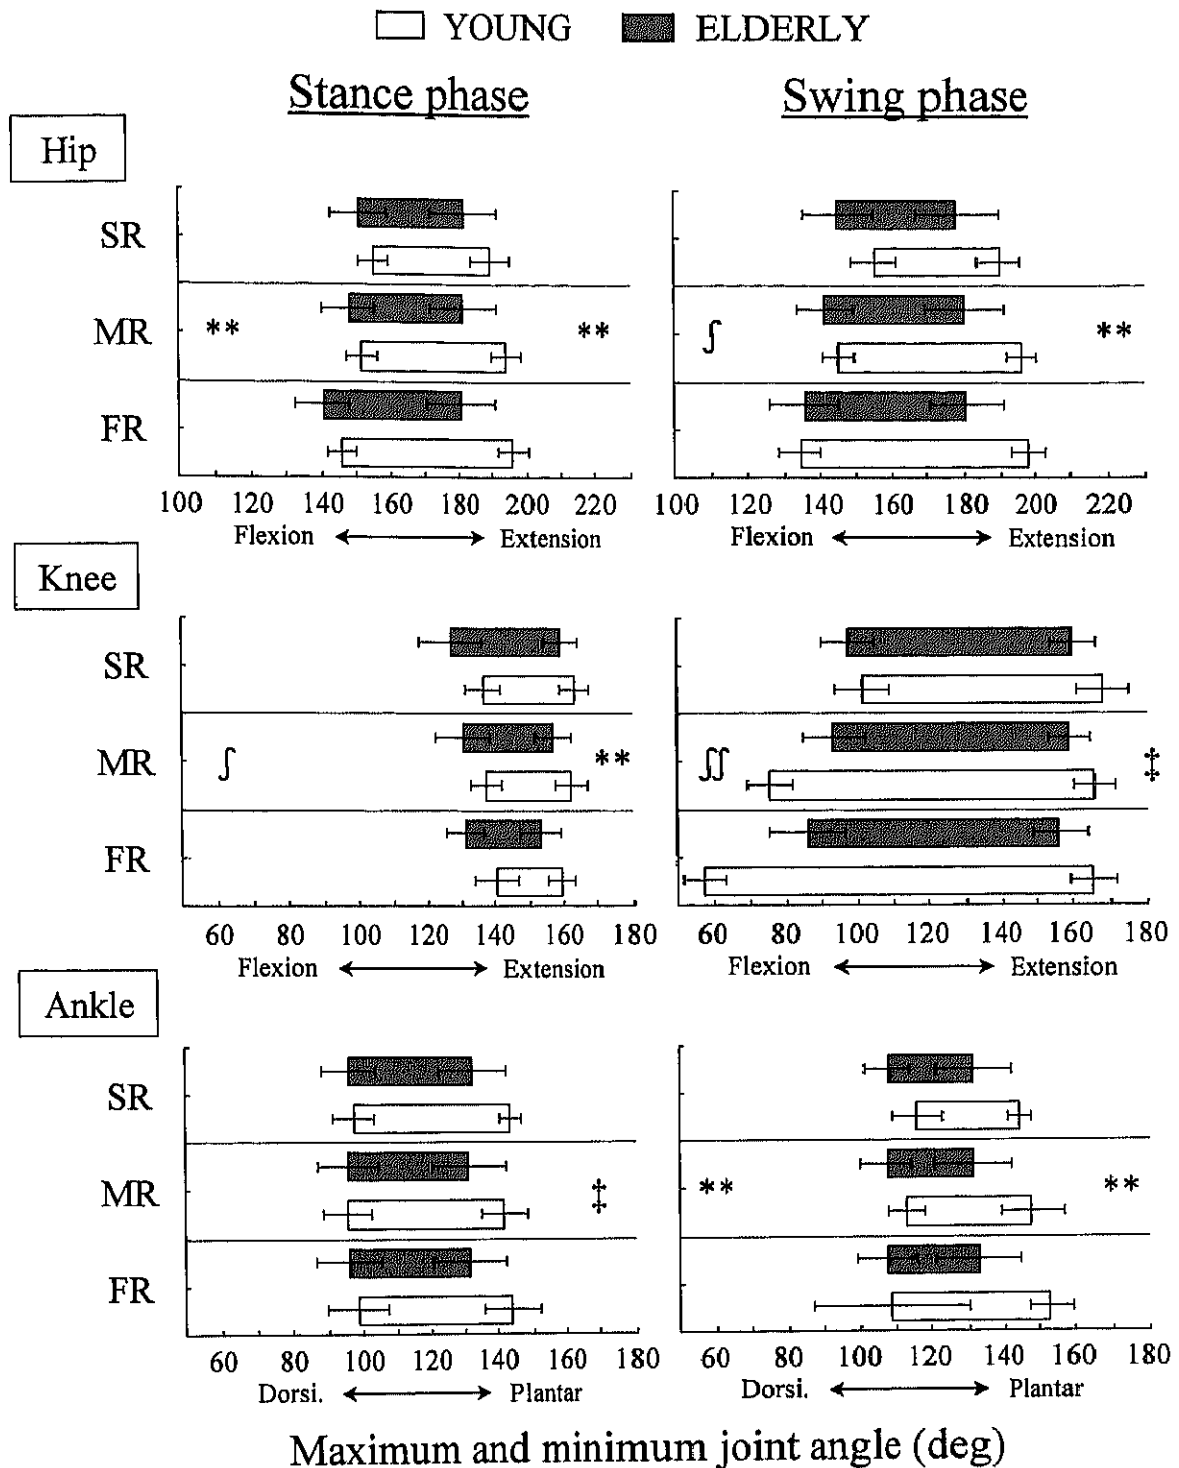 YOUNG ELDERLY
Stance phase Swing phase
Hip
SR
MR ** ** ∫ **
FR
100 120 140 160 180 200 220 100 120 140 160 180 200 220
Flexion Extension Flexion Extension
Knee
SR
MR ∫ ** ∫∫ ‡
FR
60 80 100 120 140 160 180 60 80 100 120 140 160 180
Flexion Extension Flexion Extension
Ankle
SR
MR ‡ ** **
FR
60 80 100 120 140 160 180 60 80 100 120 140 160 180
Dorsi. Plantar Dorsi. Plantar
Maximum and minimum joint angle (deg)